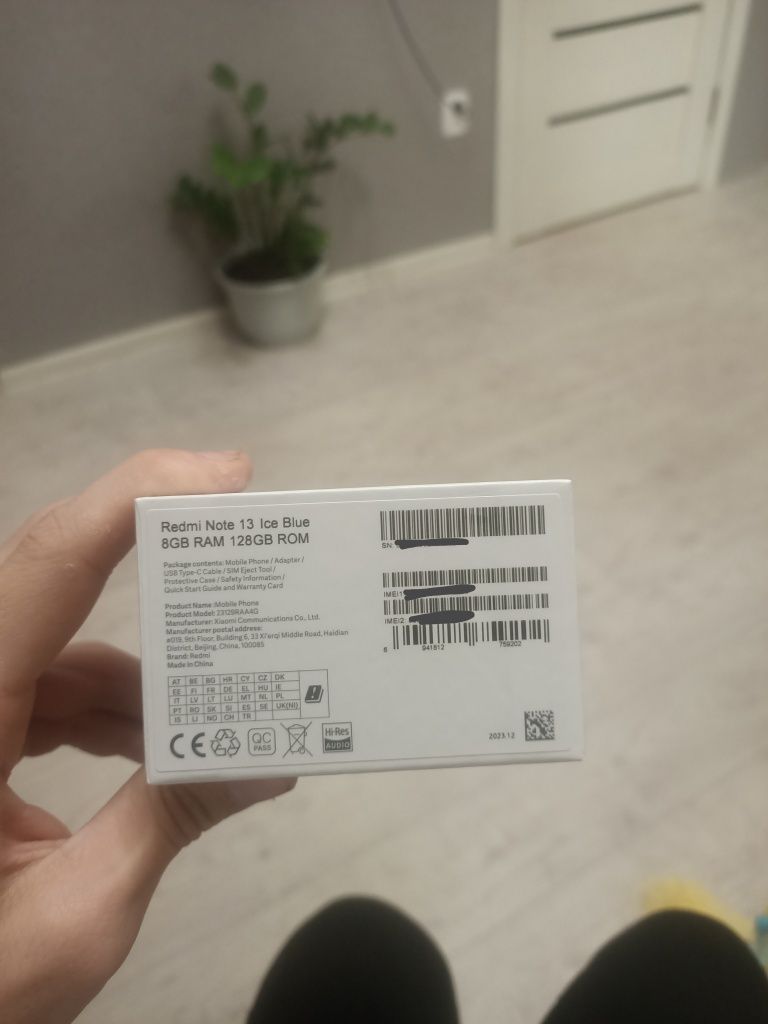 Redmi Note 13 Ice Blue
8GB RAM 128GB ROM
Package contents: Mobile Phone / Adapter /
USB Type-C Cable / SIM Eject Tool /
Protective Case / Safety Information /
Quick Start Guide and Warranty Card
Product Name :Mobile Phone
Product Model: 23129RAA4G
Manufacturer: Xiaomi Communications Co., Ltd.
Manufacturer postal address:
#019, 9th Floor, Building 6, 33 Xi'erqi Middle Road, Haidian
District, Beijing, China, 100085
Brand: Redmi
Made in China
AT BE BG HR CY CZ DK
EE FI FR DE EL HU IE
IT LV LT LU MT NL PL
PT RO SK SI ES SE UK(NI)
IS LI NO CH TR
CE
QC
PASS
Hi-Res
AUDIO
SN:
IMEI1
IMEI2
6 941812 759202
2023.12